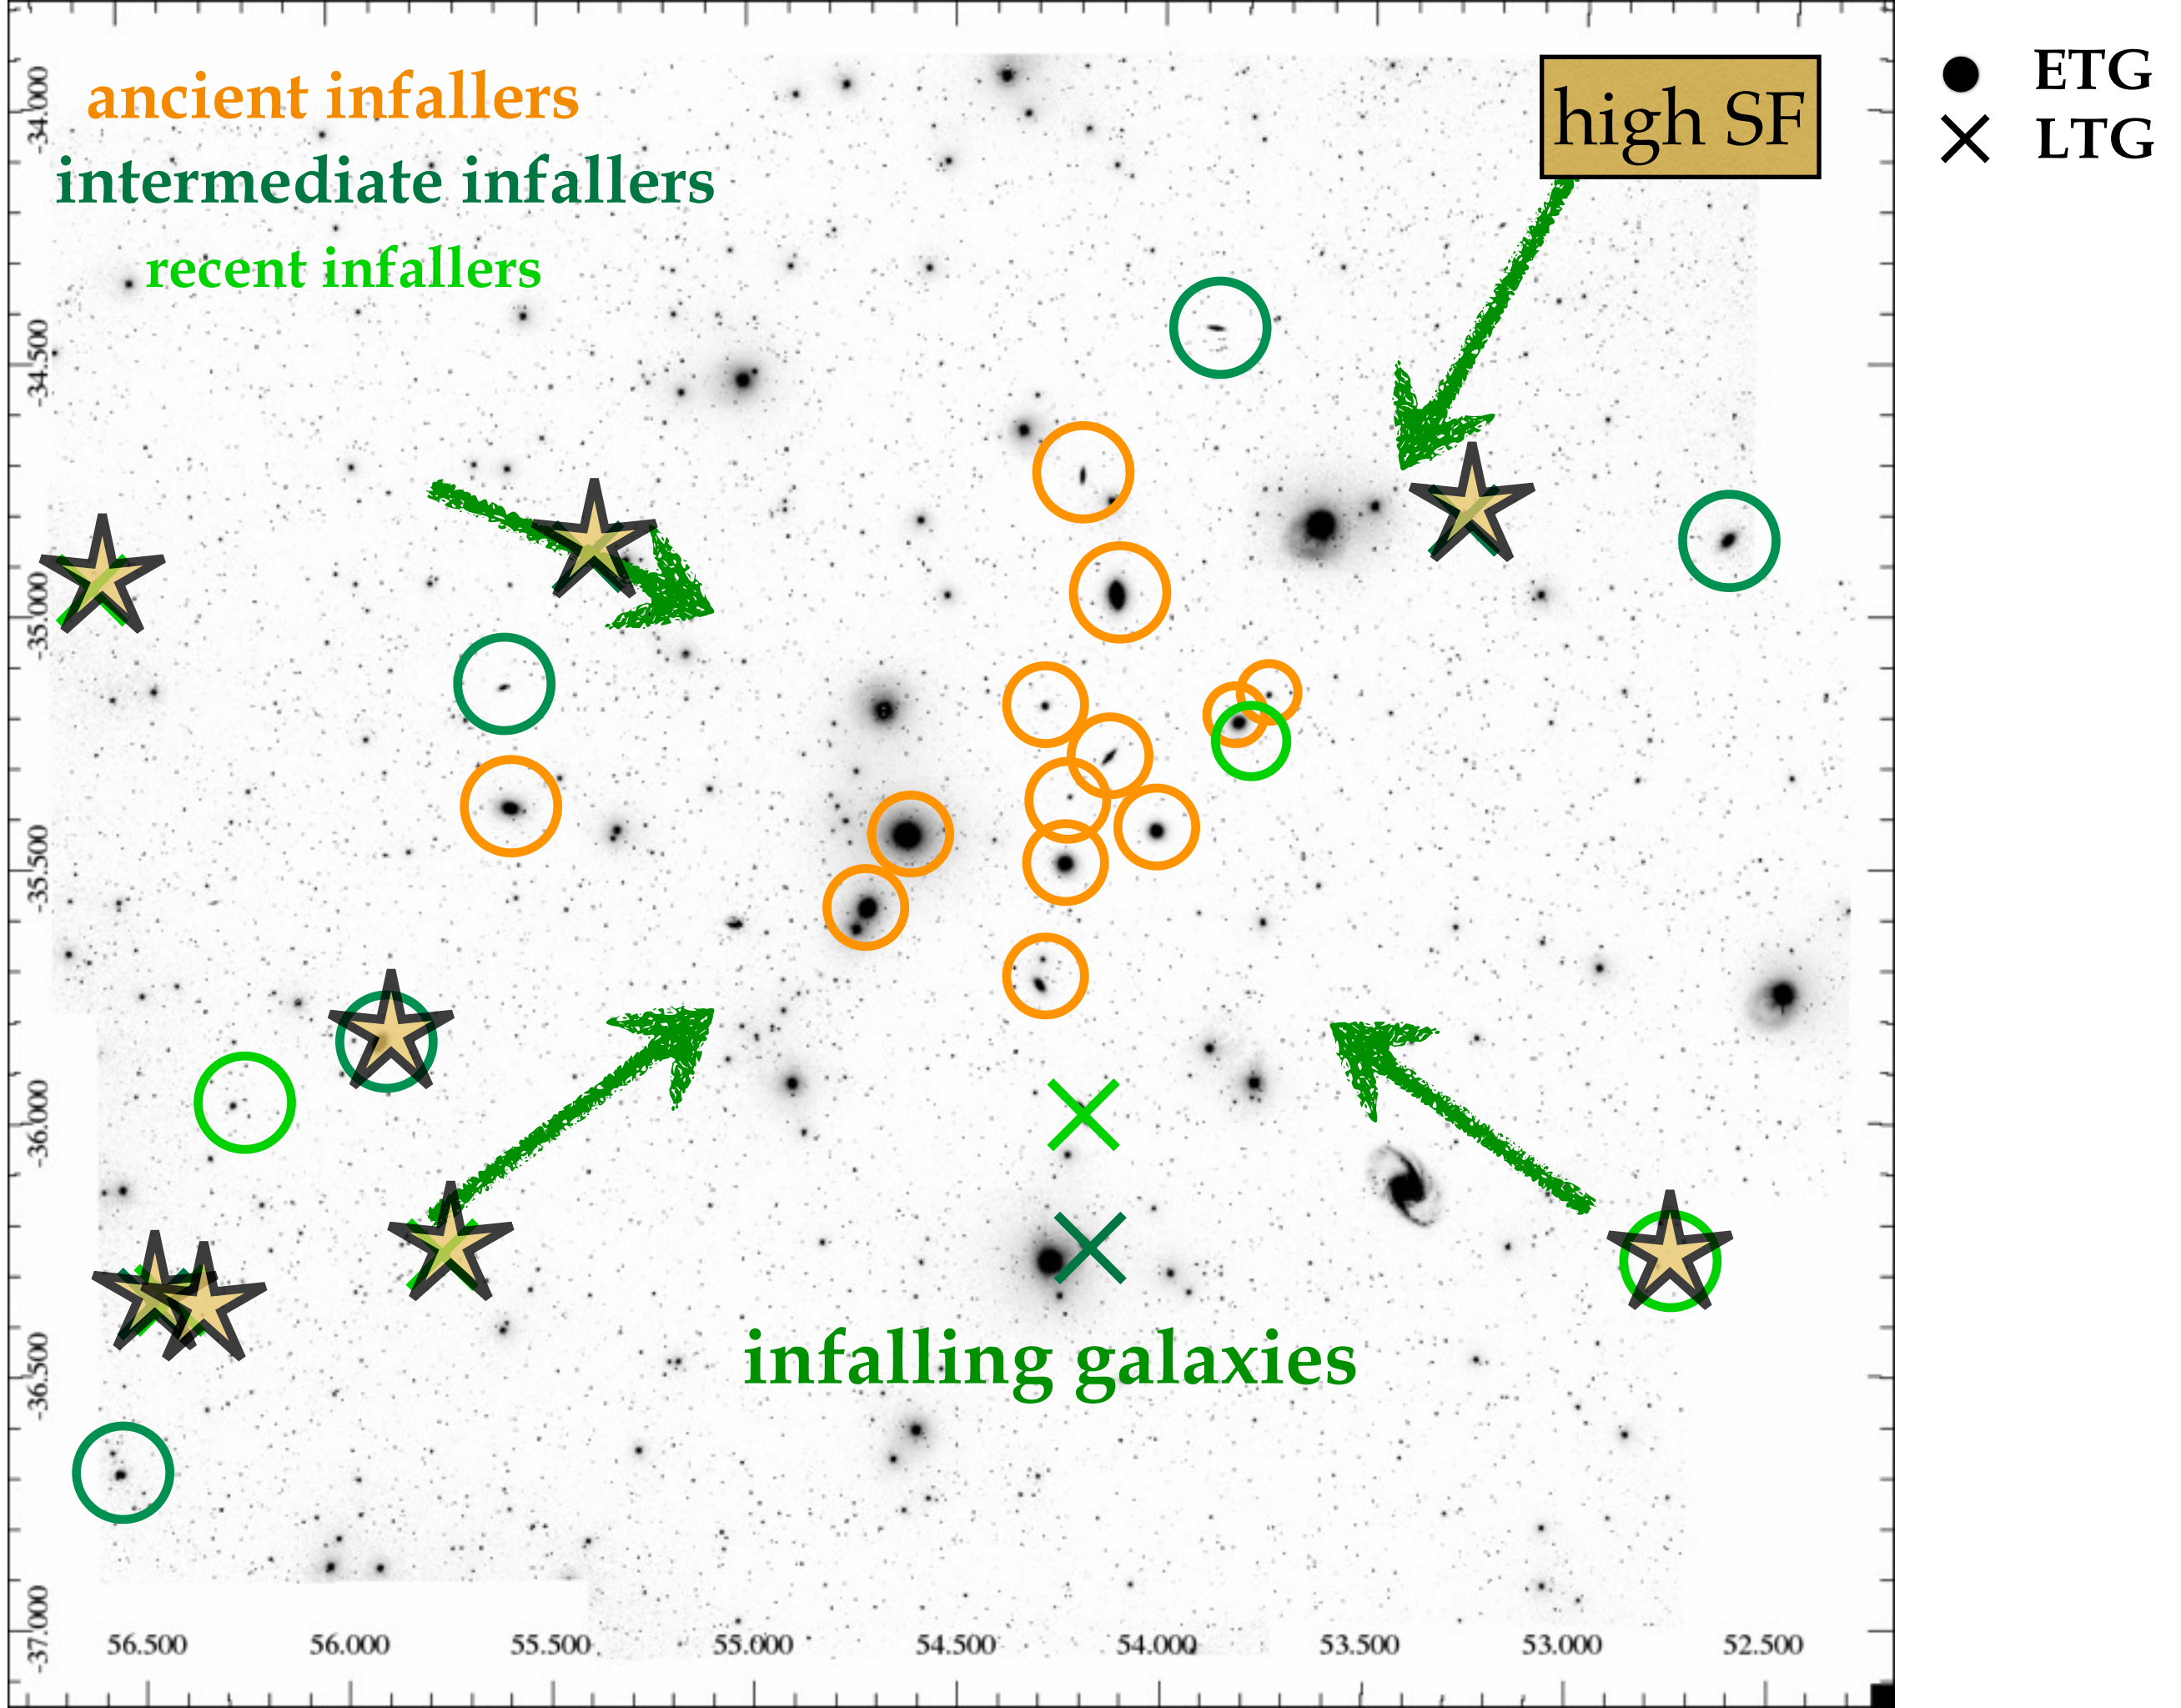 ancient infallers
intermediate infallers
recent infallers
high SF
ETG
LTG
infalling galaxies
-34.000
-34.500
-35.000
-35.500
-36.000
-36.500
-37.000
56.500 56.000 55.500 55.000 54.500 54.000 53.500 53.000 52.500